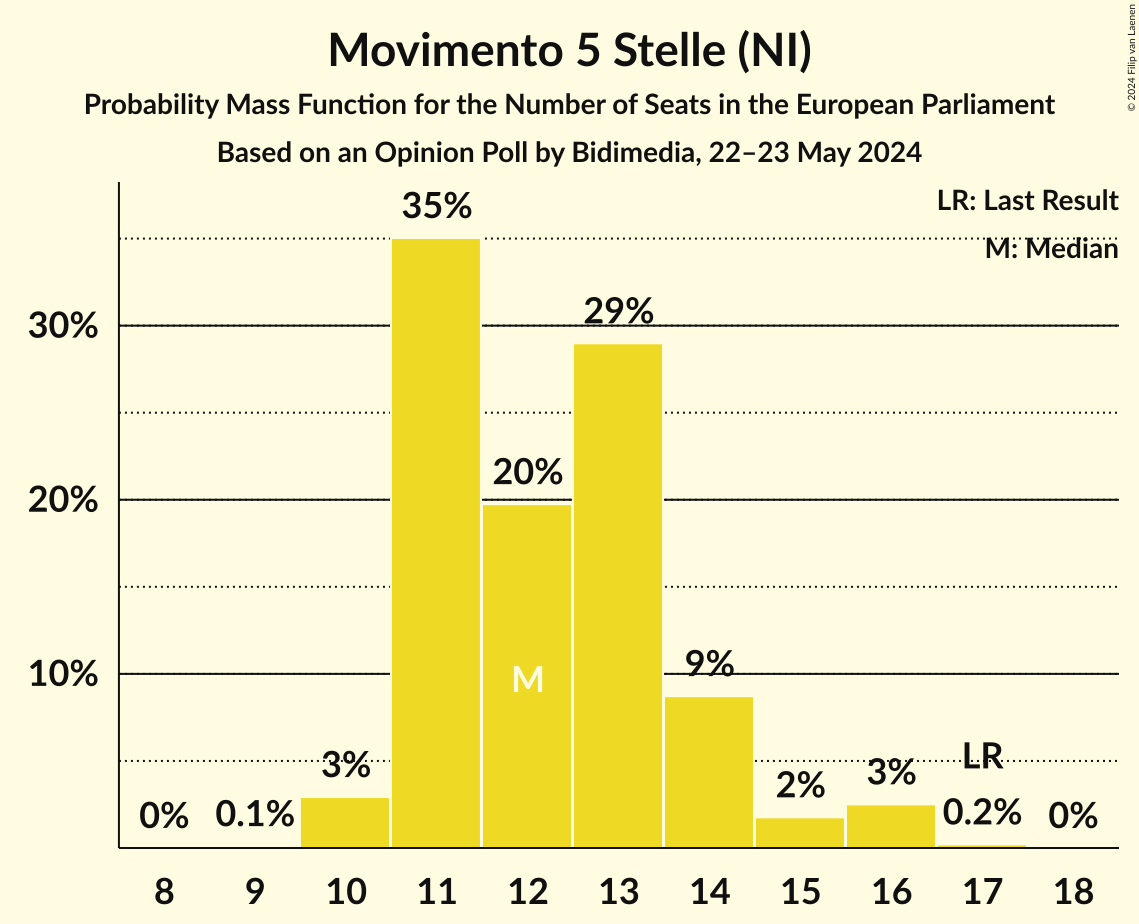 Movimento 5 Stelle (NI)
Probability Mass Function for the Number of Seats in the European Parliament
Based on an Opinion Poll by Bidimedia, 22–23 May 2024
© 2024 Filip van Laenen
LR: Last Result
M: Median
35%
30%
29%
20%
20%
10%
M
9%
3%
2%
3%
LR
0%
0.1%
0.2%
0%
8 9 10 11 12 13 14 15 16 17 18